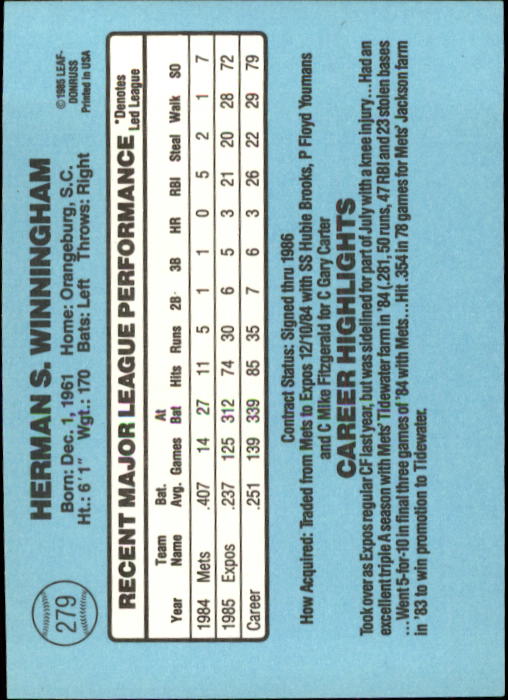 279
HERMAN S. WINNINGHAM
Born: Dec. 1, 1961 Home: Orangeburg, S.C.
Ht.: 6'1" Wgt.: 170 Bats: Left Throws: Right
© 1985 LEAF-
DONRUSS
Printed in USA
RECENT MAJOR LEAGUE PERFORMANCE
*Denotes
Led League
Team Bat. At
Year Name Avg. Games Bat Hits Runs 2B 3B HR RBI Steal Walk SO
1984 Mets .407 14 27 11 5 1 1 0 5 2 1 7
1985 Expos .237 125 312 74 30 6 5 3 21 20 28 72
Career .251 139 339 85 35 7 6 3 26 22 29 79
Contract Status: Signed thru 1986
How Acquired: Traded from Mets to Expos 12/10/84 with SS Hubie Brooks, P Floyd Youmans
and C Mike Fitzgerald for C Gary Carter
CAREER HIGHLIGHTS
Took over as Expos regular CF last year, but was sidelined for part of July with a knee injury...Had an
excellent triple A season with Mets' Tidewater farm in '84 (.281, 50 runs, 47 RBI and 23 stolen bases
...Went 5-for-10 in final three games of '84 with Mets...Hit .354 in 78 games for Mets' Jackson farm
in '83 to win promotion to Tidewater.